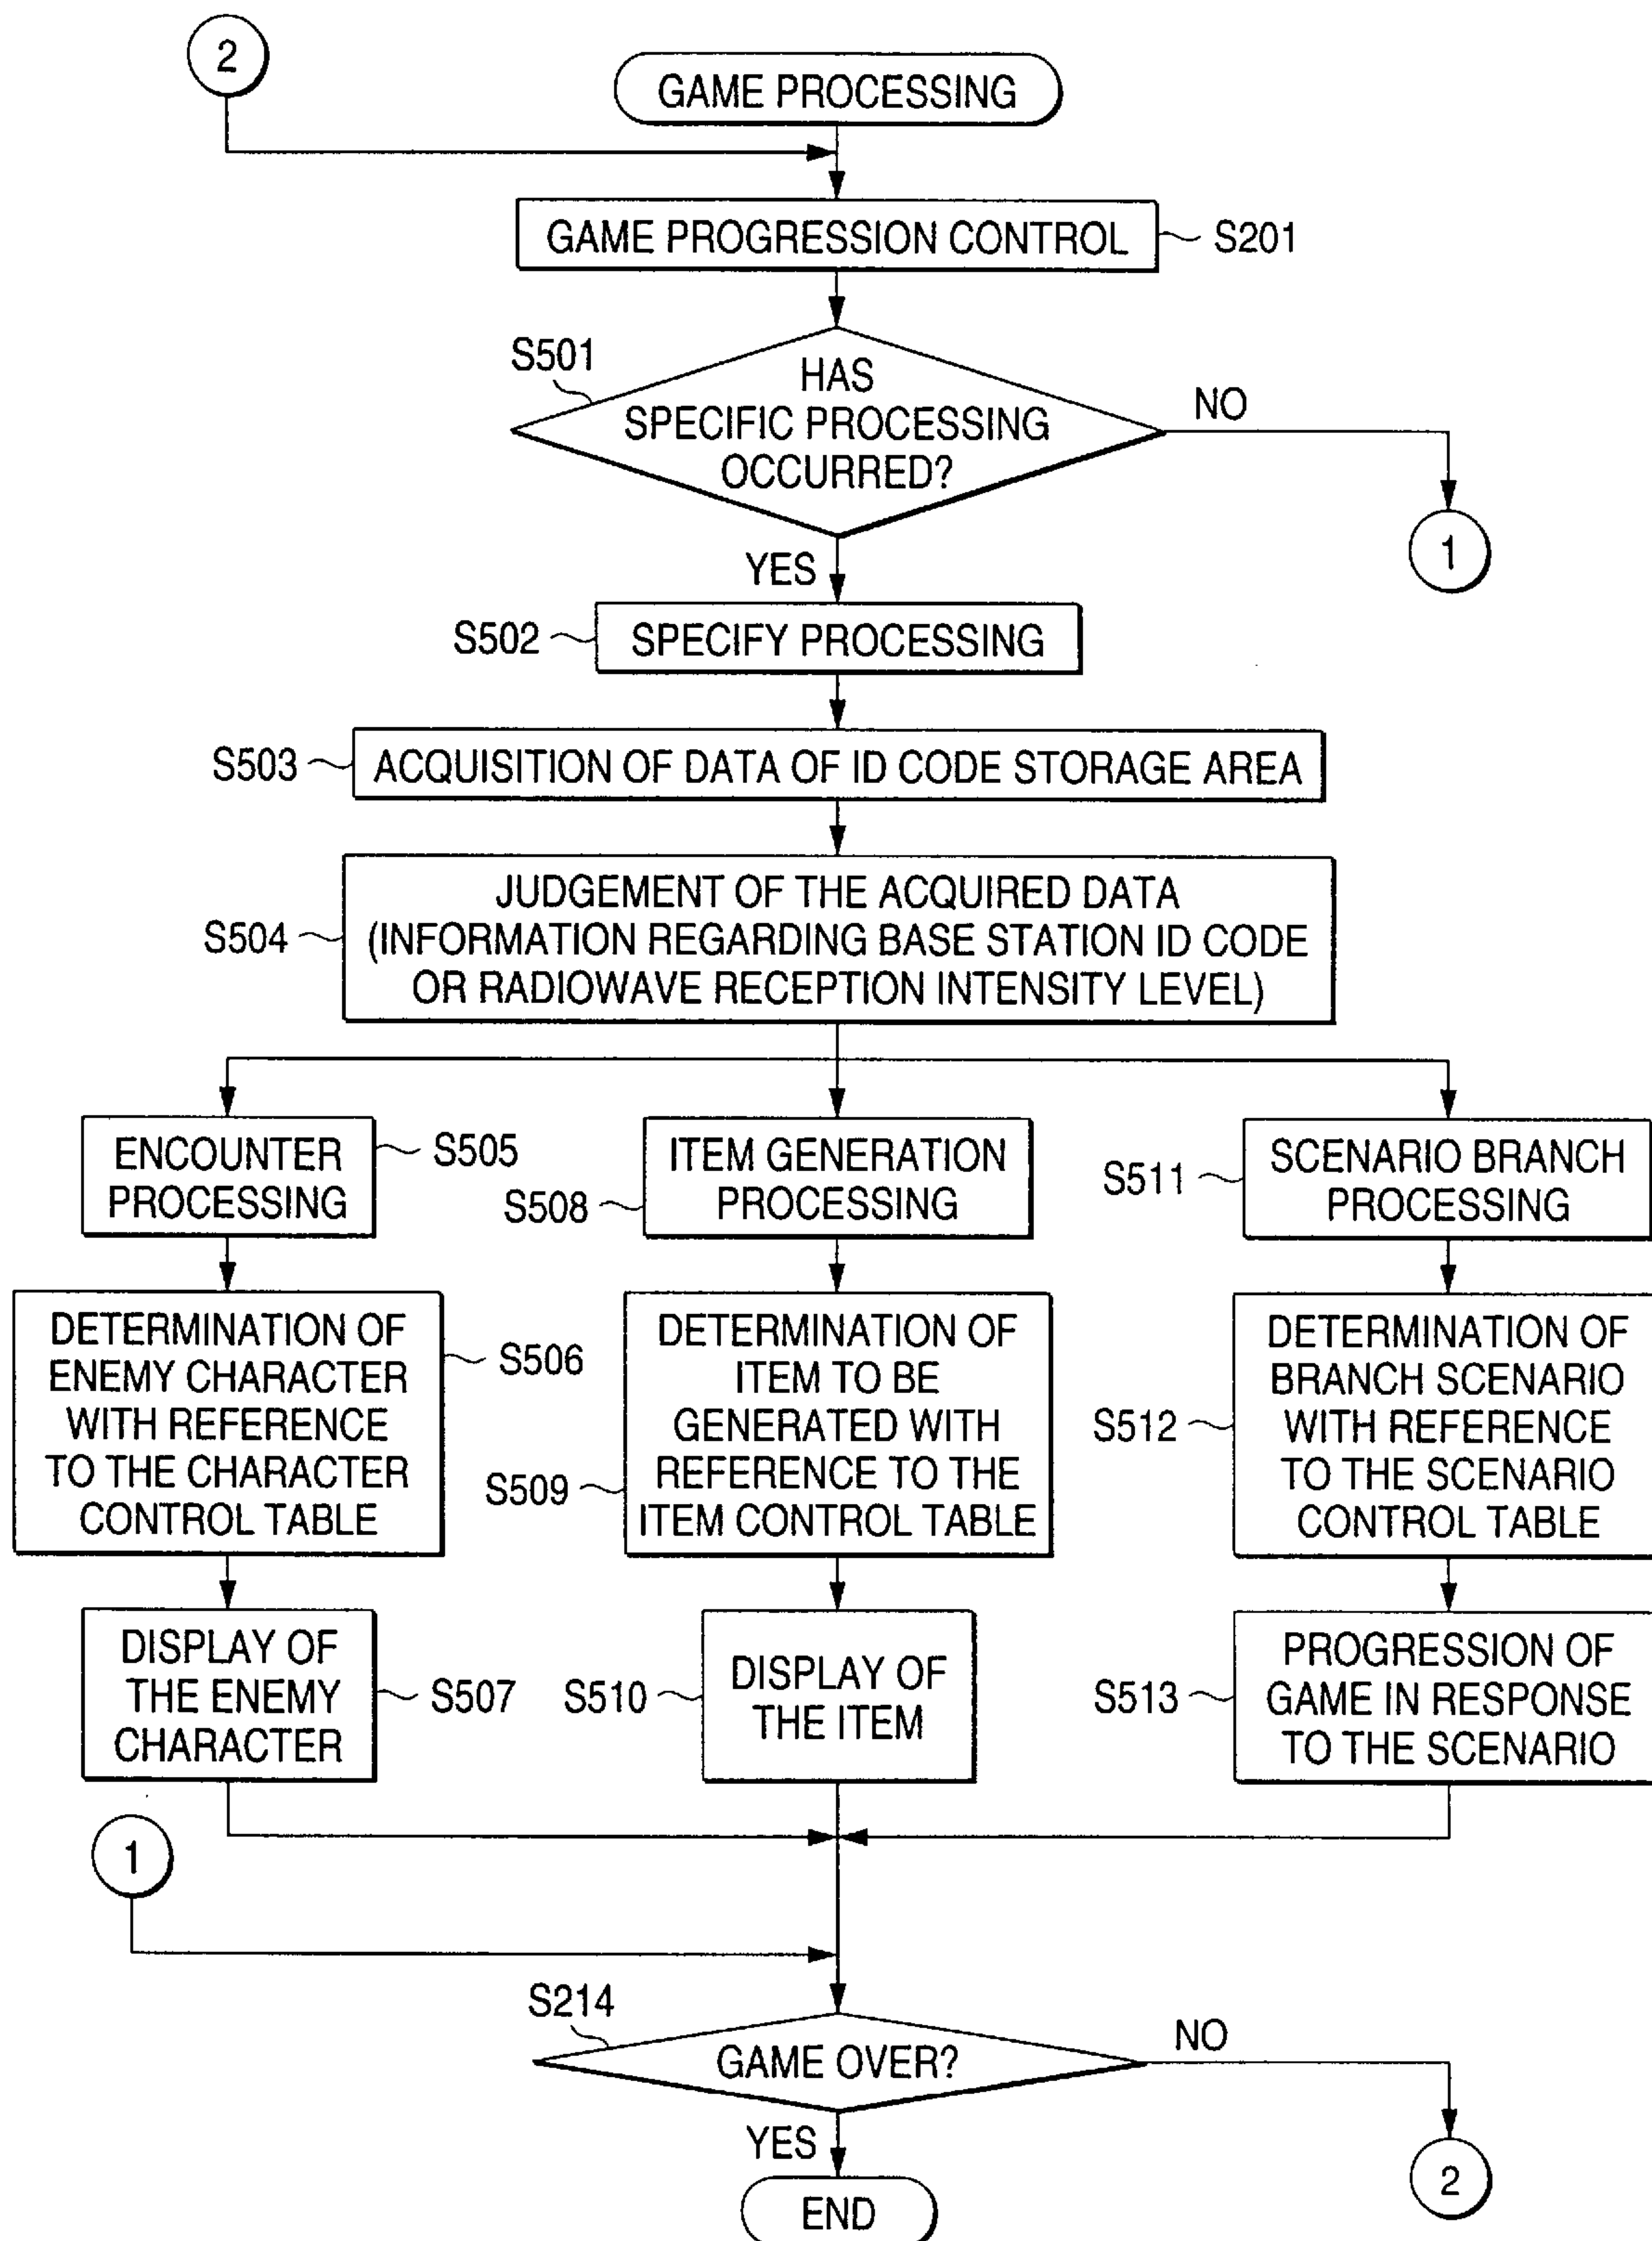 2
GAME PROCESSING
GAME PROGRESSION CONTROL
S201
S501
HAS
SPECIFIC PROCESSING
OCCURRED?
NO
1
YES
S502
SPECIFY PROCESSING
S503
ACQUISITION OF DATA OF ID CODE STORAGE AREA
S504
JUDGEMENT OF THE ACQUIRED DATA
(INFORMATION REGARDING BASE STATION ID CODE
OR RADIOWAVE RECEPTION INTENSITY LEVEL)
ENCOUNTER
PROCESSING
S505
DETERMINATION OF
ENEMY CHARACTER
WITH REFERENCE
TO THE CHARACTER
CONTROL TABLE
S506
DISPLAY OF
THE ENEMY
CHARACTER
S507
S508
ITEM GENERATION
PROCESSING
S509
DETERMINATION OF
ITEM TO BE
GENERATED WITH
REFERENCE TO THE
ITEM CONTROL TABLE
S510
DISPLAY OF
THE ITEM
S511
SCENARIO BRANCH
PROCESSING
S512
DETERMINATION OF
BRANCH SCENARIO
WITH REFERENCE
TO THE SCENARIO
CONTROL TABLE
S513
PROGRESSION OF
GAME IN RESPONSE
TO THE SCENARIO
1
S214
GAME OVER?
NO
2
YES
END